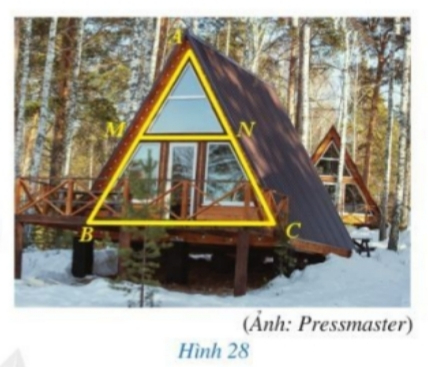 A
M N
B C
(Ảnh: Pressmaster)
Hình 28